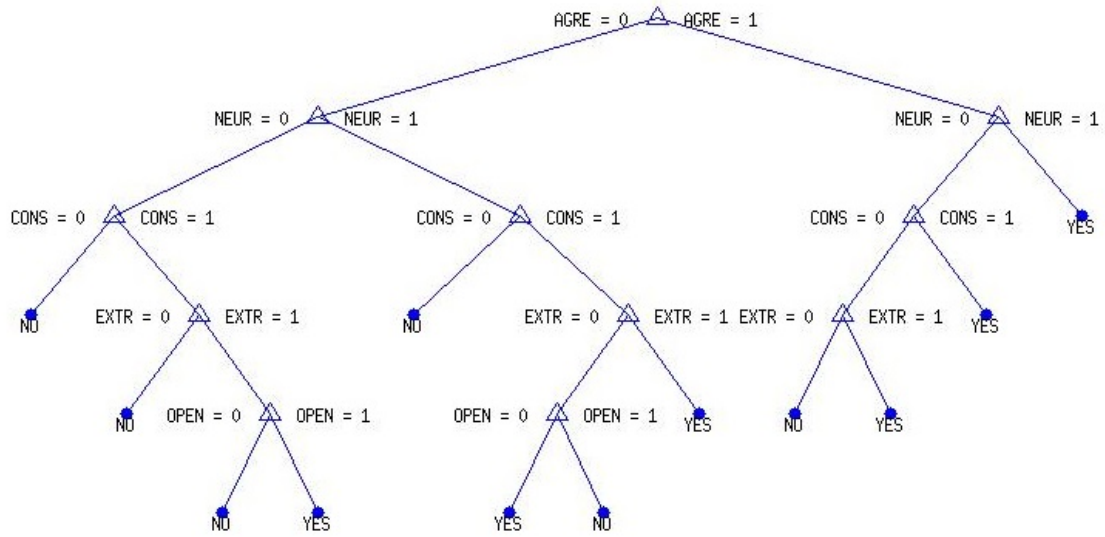 AGRE = 0 AGRE = 1
NEUR = 0 NEUR = 1 NEUR = 0 NEUR = 1
CONS = 0 CONS = 1 CONS = 0 CONS = 1 CONS = 0 CONS = 1 YES
NO EXTR = 0 EXTR = 1 NO EXTR = 0 EXTR = 1 EXTR = 0 EXTR = 1 YES
NO OPEN = 0 OPEN = 1 OPEN = 0 OPEN = 1 YES NO YES
NO YES YES NO